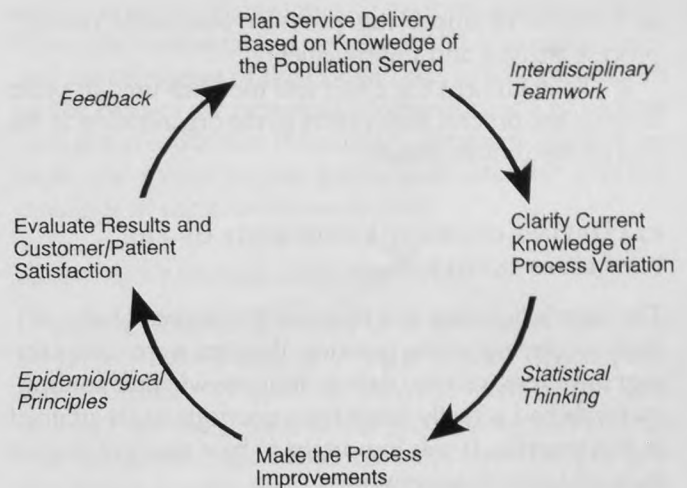 Plan Service Delivery
Based on Knowledge of
the Population Served
Interdisciplinary
Teamwork
Feedback
Evaluate Results and
Customer/Patient
Satisfaction
Clarify Current
Knowledge of
Process Variation
Epidemiological
Principles
Statistical
Thinking
Make the Process
Improvements